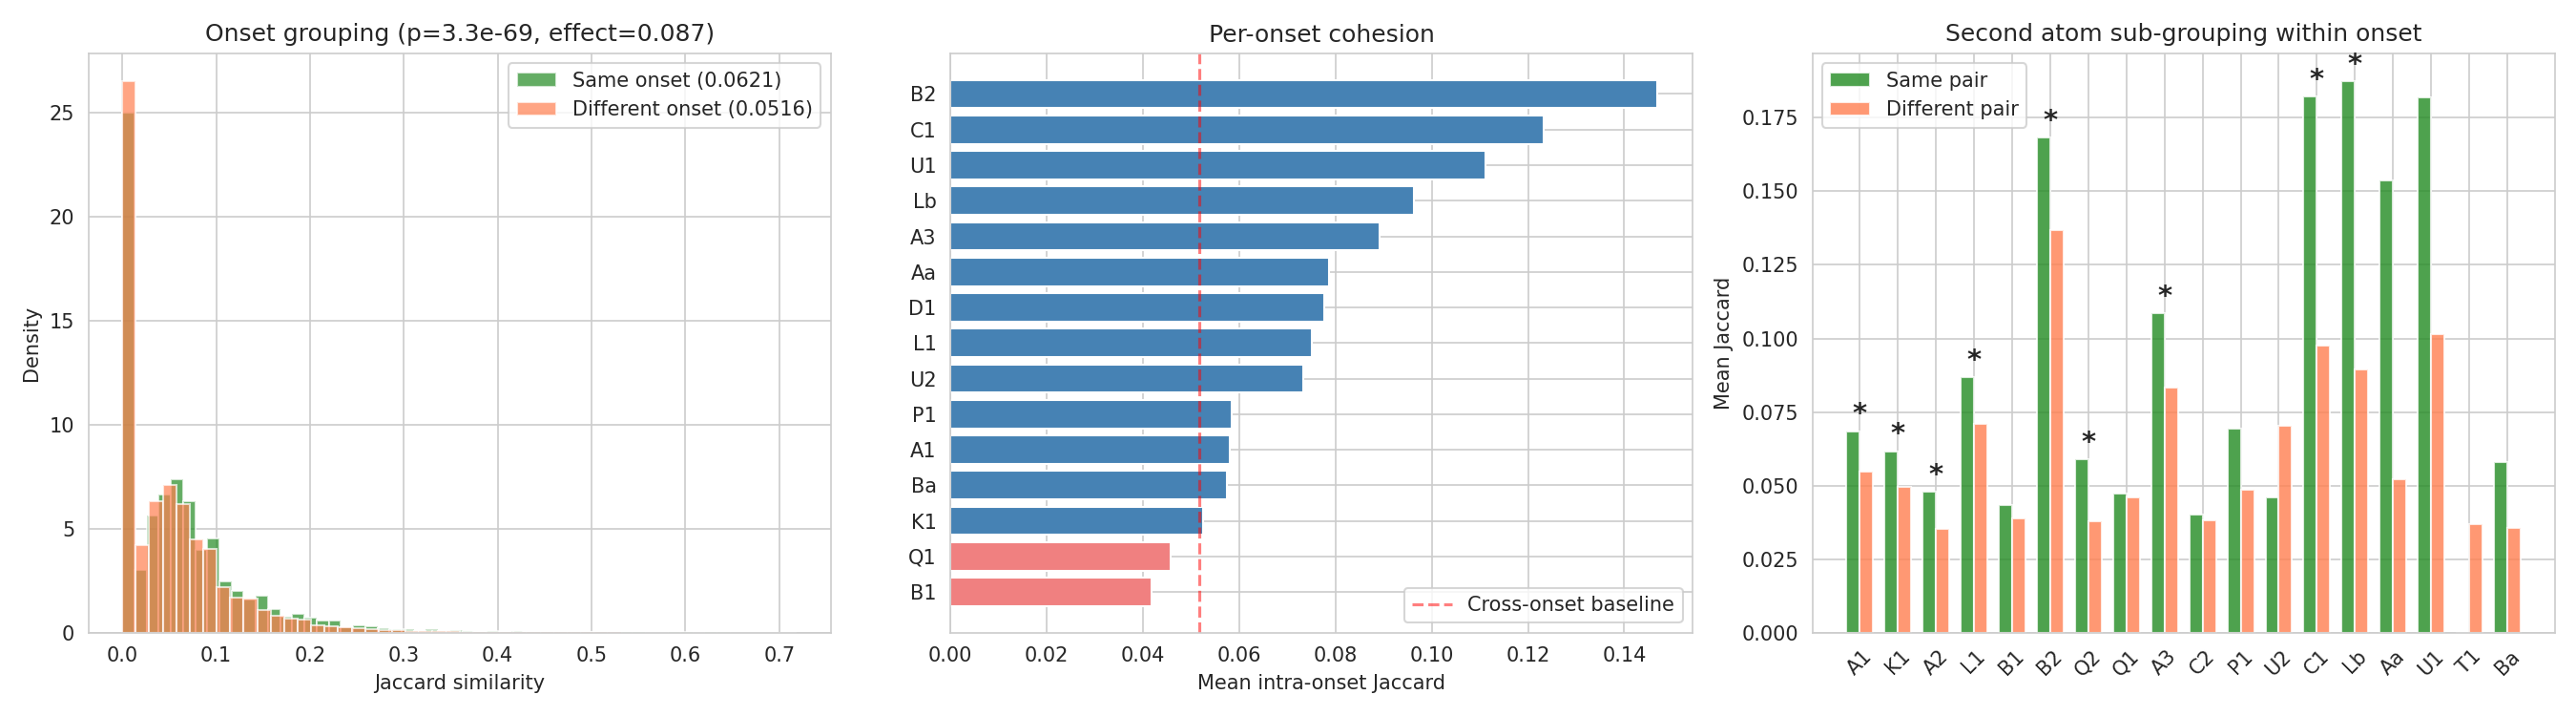 Onset grouping (p=3.3e-69, effect=0.087)
Same onset (0.0621)
Different onset (0.0516)
Density
25
20
15
10
5
0
0.0 0.1 0.2 0.3 0.4 0.5 0.6 0.7
Jaccard similarity
Per-onset cohesion
B2
C1
U1
Lb
A3
Aa
D1
L1
U2
P1
A1
Ba
K1
Q1
B1
Cross-onset baseline
0.00 0.02 0.04 0.06 0.08 0.10 0.12 0.14
Mean intra-onset Jaccard
Second atom sub-grouping within onset
Same pair
Different pair
Mean Jaccard
0.175
0.150
0.125
0.100
0.075
0.050
0.025
0.000
* * * * * * * * *
A1 K1 A2 L1 B1 B2 Q2 Q1 A3 C2 P1 U2 C1 Lb Aa U1 T1 Ba